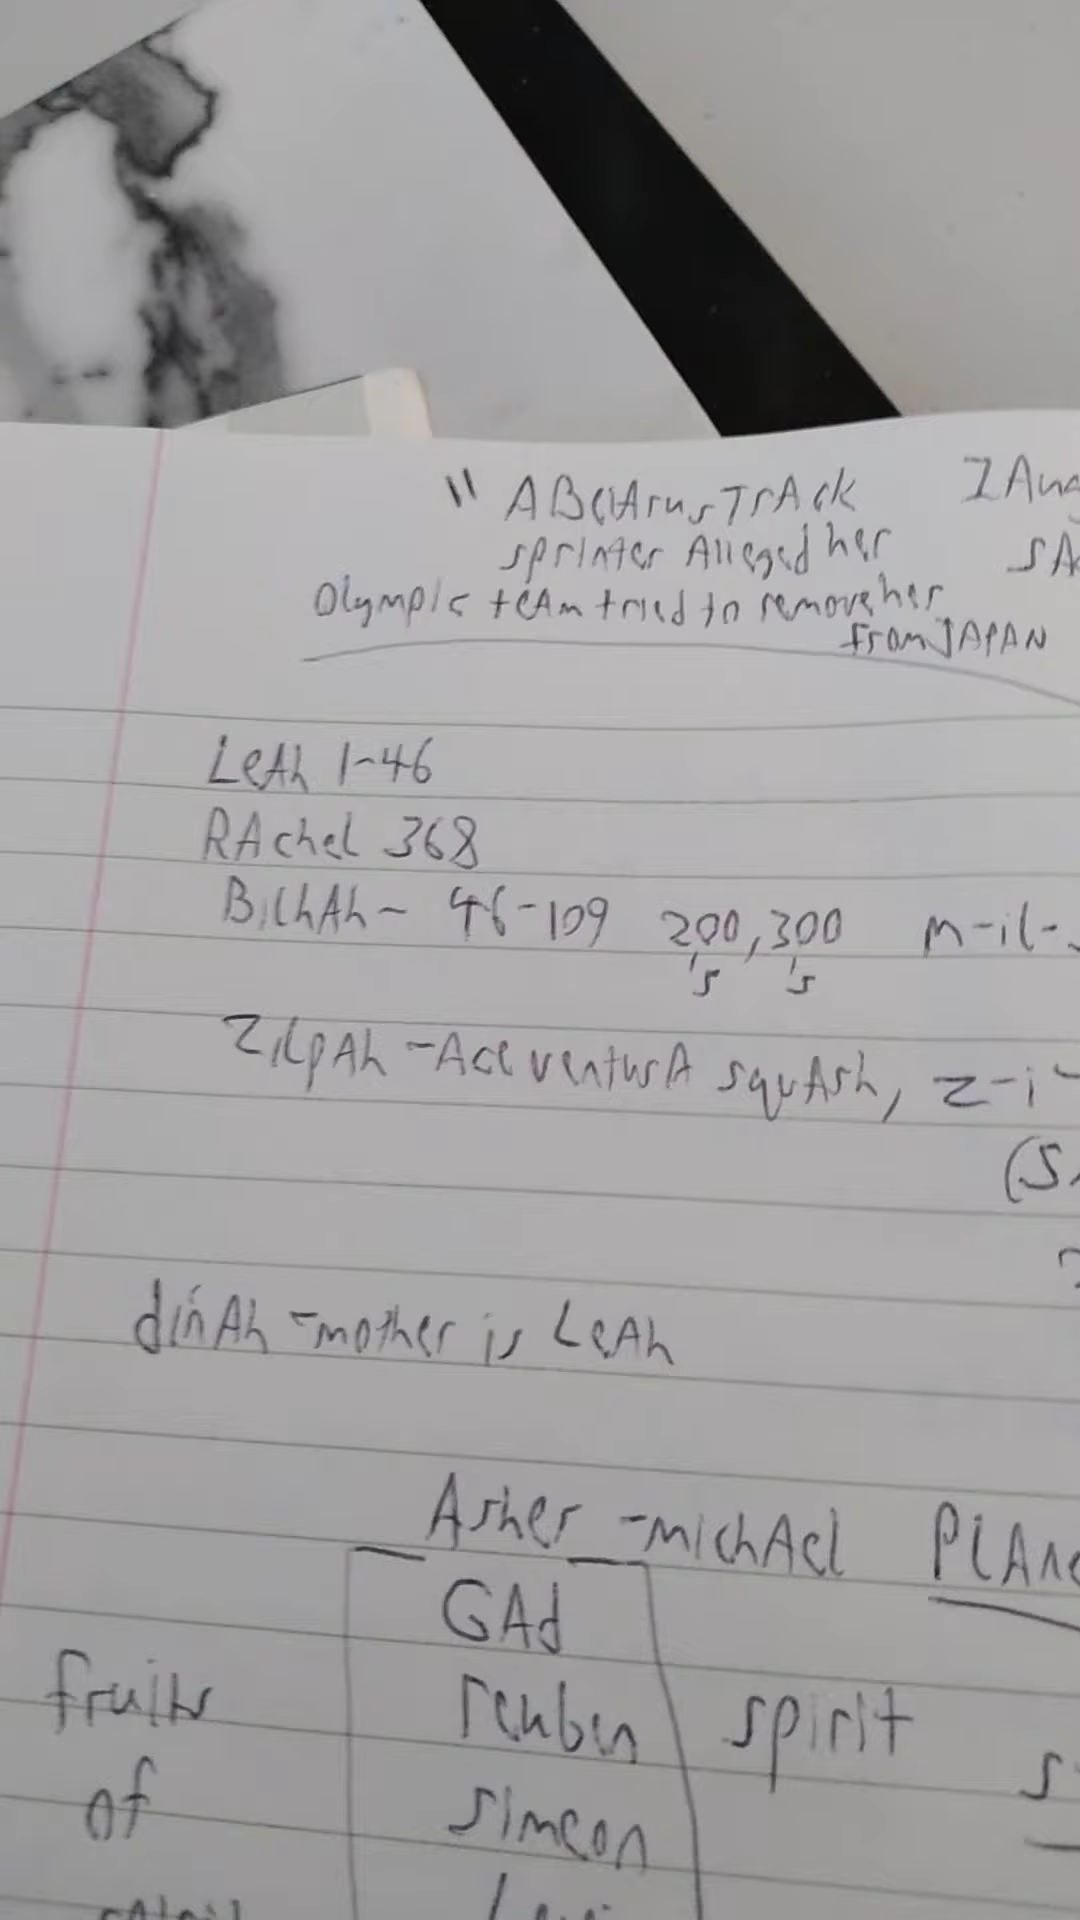 " A BelArus TrAck
sprinter Alleged her
Olympic teAm tried to remove her
from JAPAN
LeAh 1-46
RAchel 368
BilhAh - 46-109 200's, 300's m-il-
ZilpAh - Ace venturA squAsh, z-i-
dinAh - mother is LeAh
Asher - michAel
GAd
fruits reuben spirit
of simeon